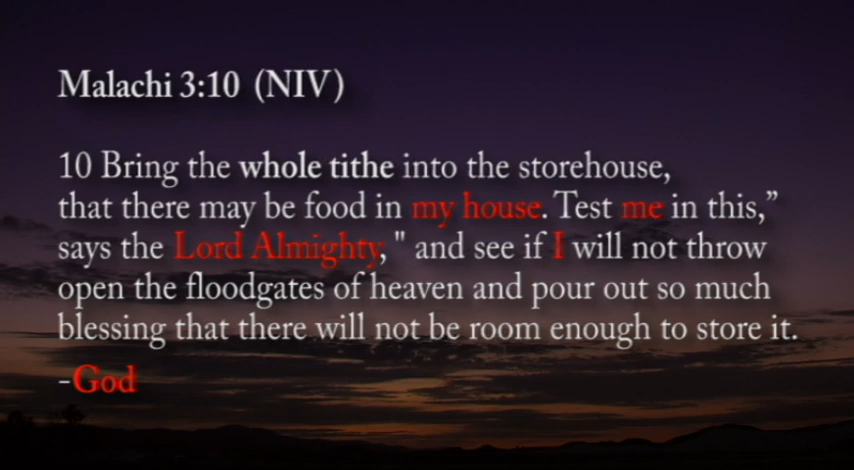 Malachi 3:10 (NIV)
10 Bring the whole tithe into the storehouse,
that there may be food in my house. Test me in this,”
says the Lord Almighty, " and see if I will not throw
open the floodgates of heaven and pour out so much
blessing that there will not be room enough to store it.
-God